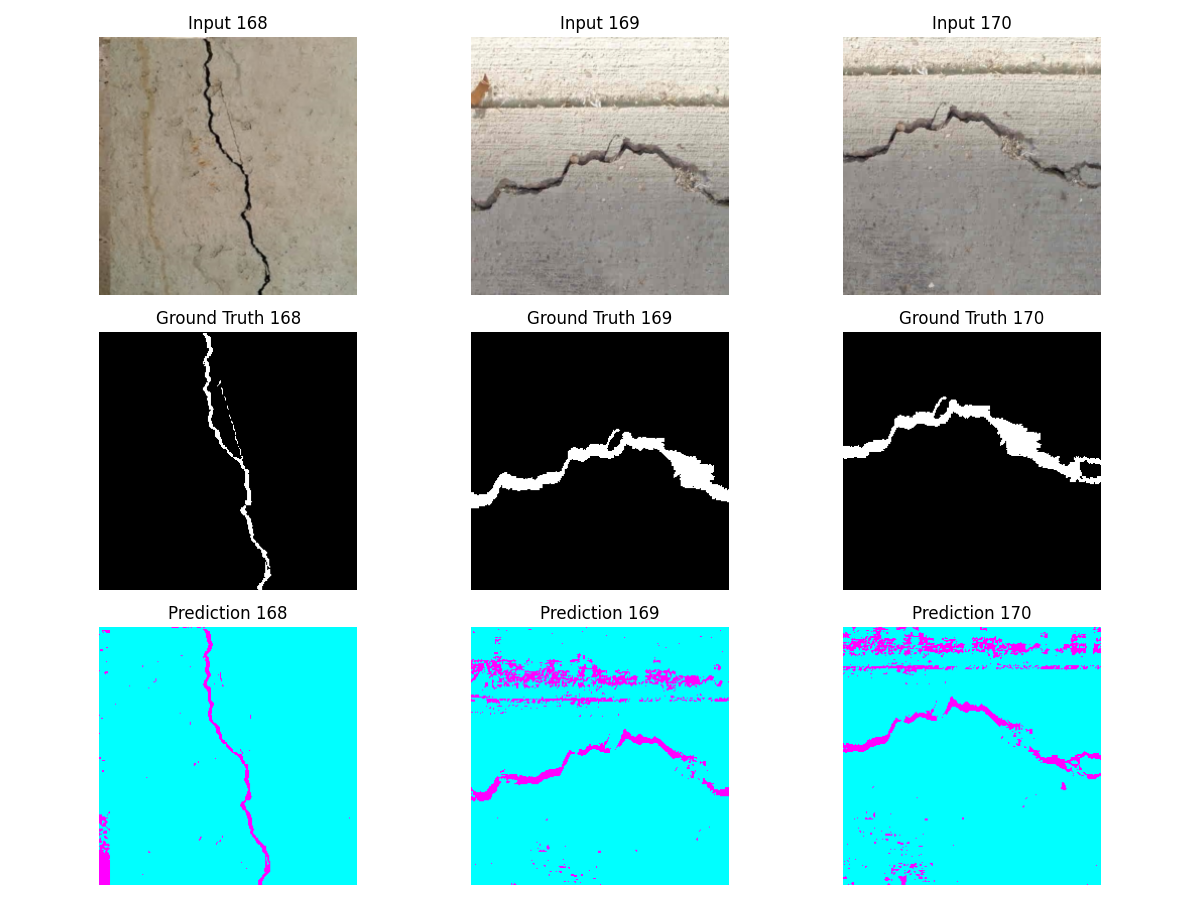 Input 168
Input 169
Input 170
Ground Truth 168
Ground Truth 169
Ground Truth 170
Prediction 168
Prediction 169
Prediction 170